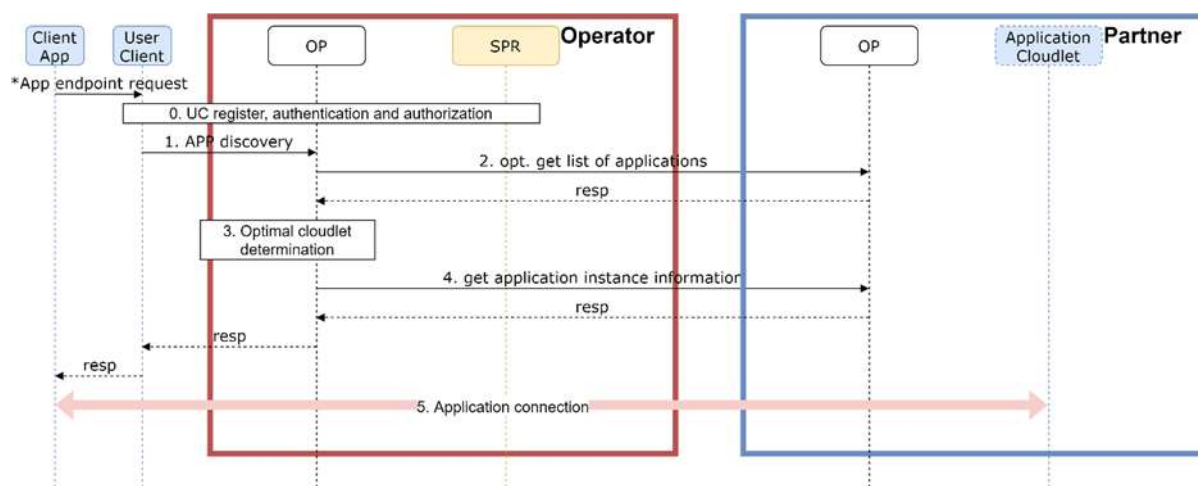 Client
App
User
Client
OP
SPR
Operator
OP
Application
Cloudlet
Partner
*App endpoint request
0. UC register, authentication and authorization
1. APP discovery
2. opt. get list of applications
resp
3. Optimal cloudlet
determination
4. get application instance information
resp
resp
resp
5. Application connection